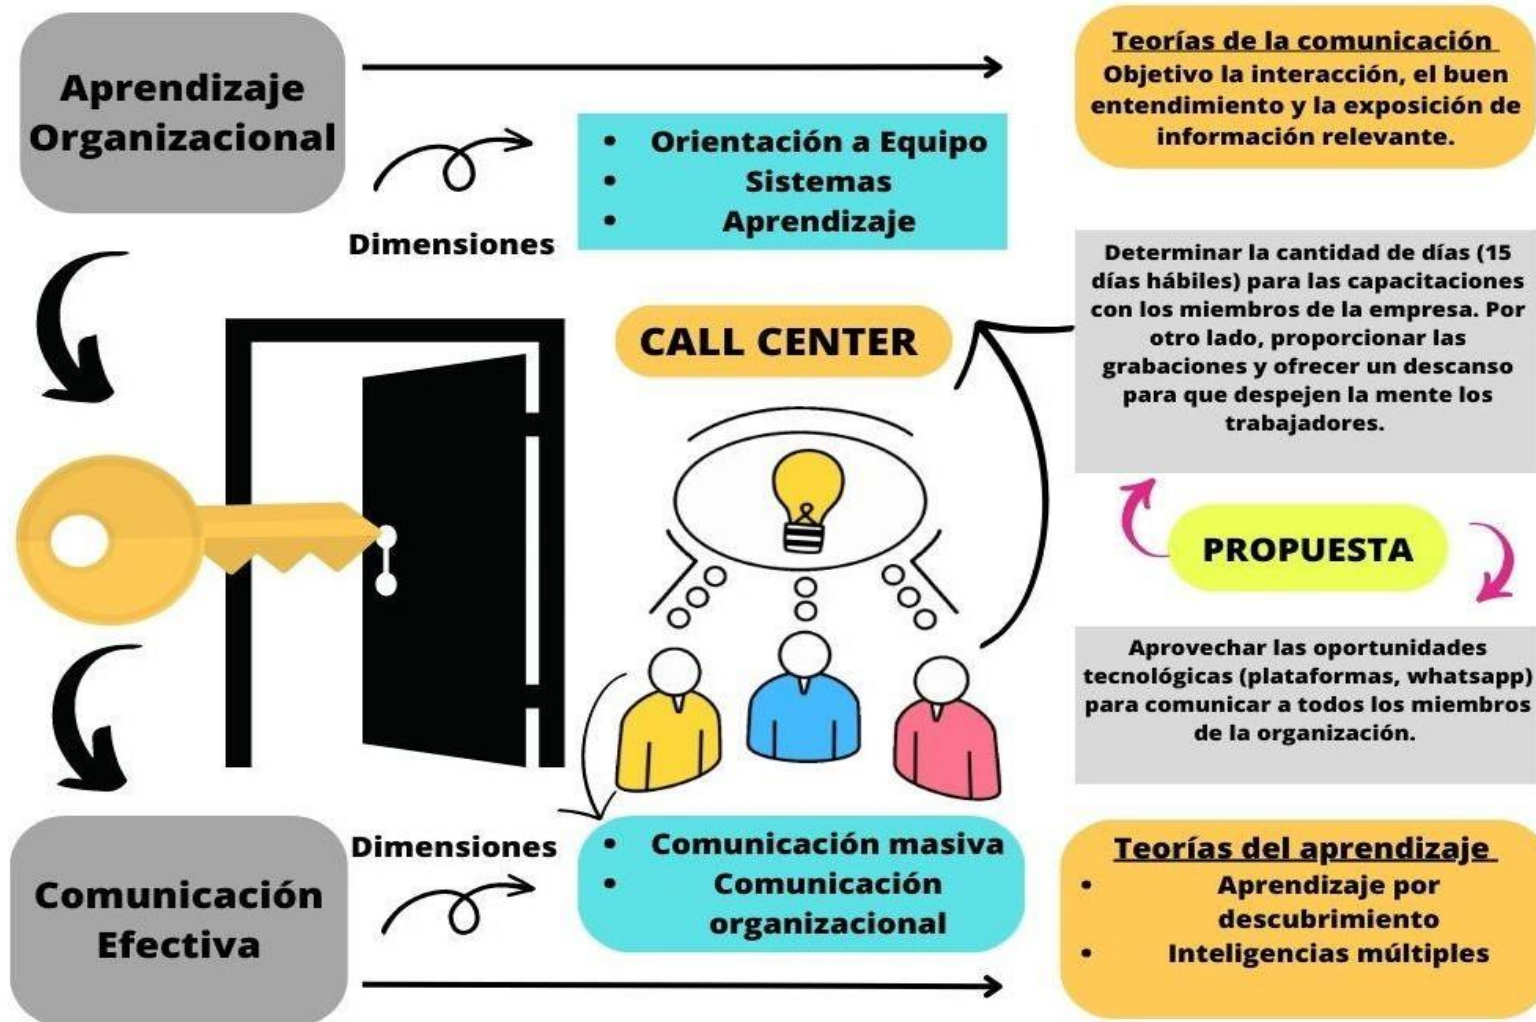 Aprendizaje
Organizacional
Teorías de la comunicación
Objetivo la interacción, el buen
entendimiento y la exposición de
información relevante.
• Orientación a Equipo
• Sistemas
• Aprendizaje
Dimensiones
Determinar la cantidad de días (15
días hábiles) para las capacitaciones
con los miembros de la empresa. Por
otro lado, proporcionar las
grabaciones y ofrecer un descanso
para que despejen la mente los
trabajadores.
CALL CENTER
PROPUESTA
Aprovechar las oportunidades
tecnológicas (plataformas, whatsapp)
para comunicar a todos los miembros
de la organización.
Comunicación
Efectiva
Dimensiones
• Comunicación masiva
• Comunicación
organizacional
Teorías del aprendizaje
• Aprendizaje por
descubrimiento
• Inteligencias múltiples